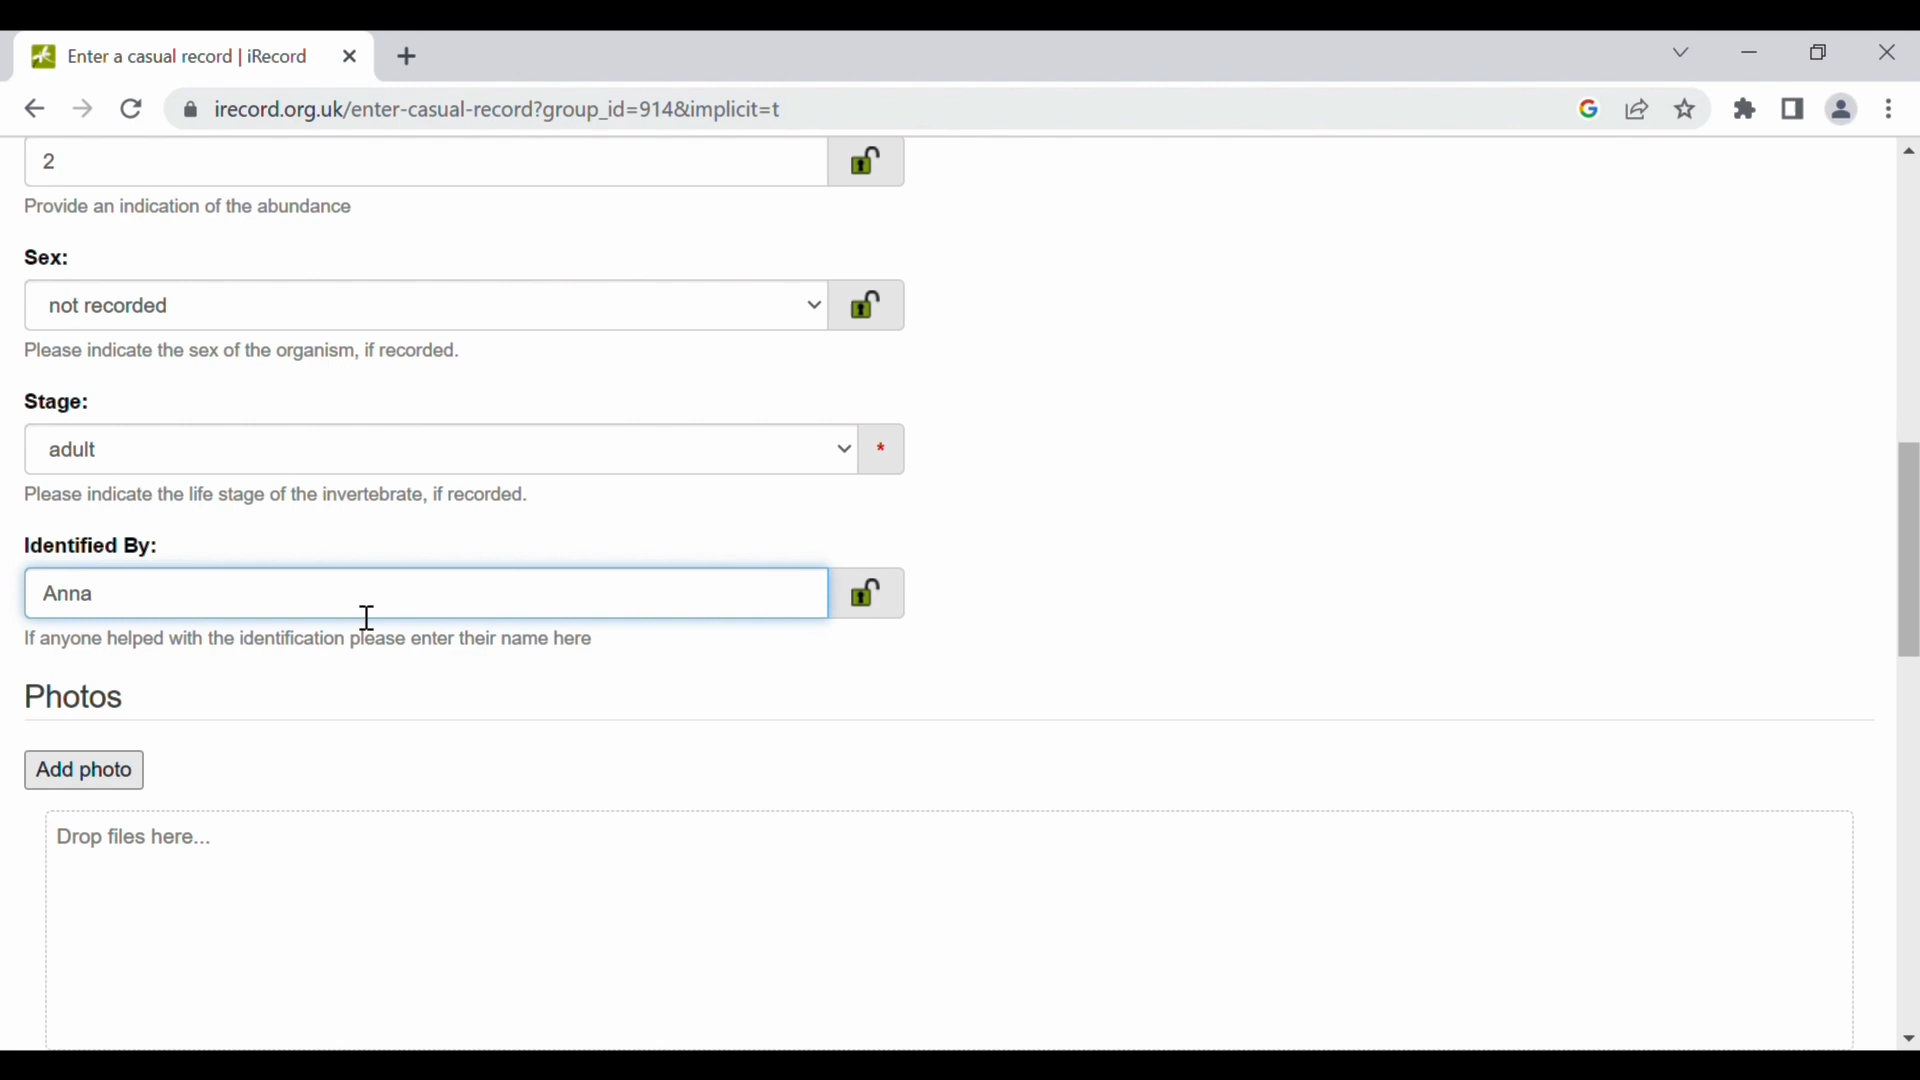 Enter a casual record | iRecord
irecord.org.uk/enter-casual-record?group_id=914&implicit=t
2
Provide an indication of the abundance
Sex:
not recorded
Please indicate the sex of the organism, if recorded.
Stage:
adult *
Please indicate the life stage of the invertebrate, if recorded.
Identified By:
Anna
If anyone helped with the identification please enter their name here
Photos
Add photo
Drop files here...